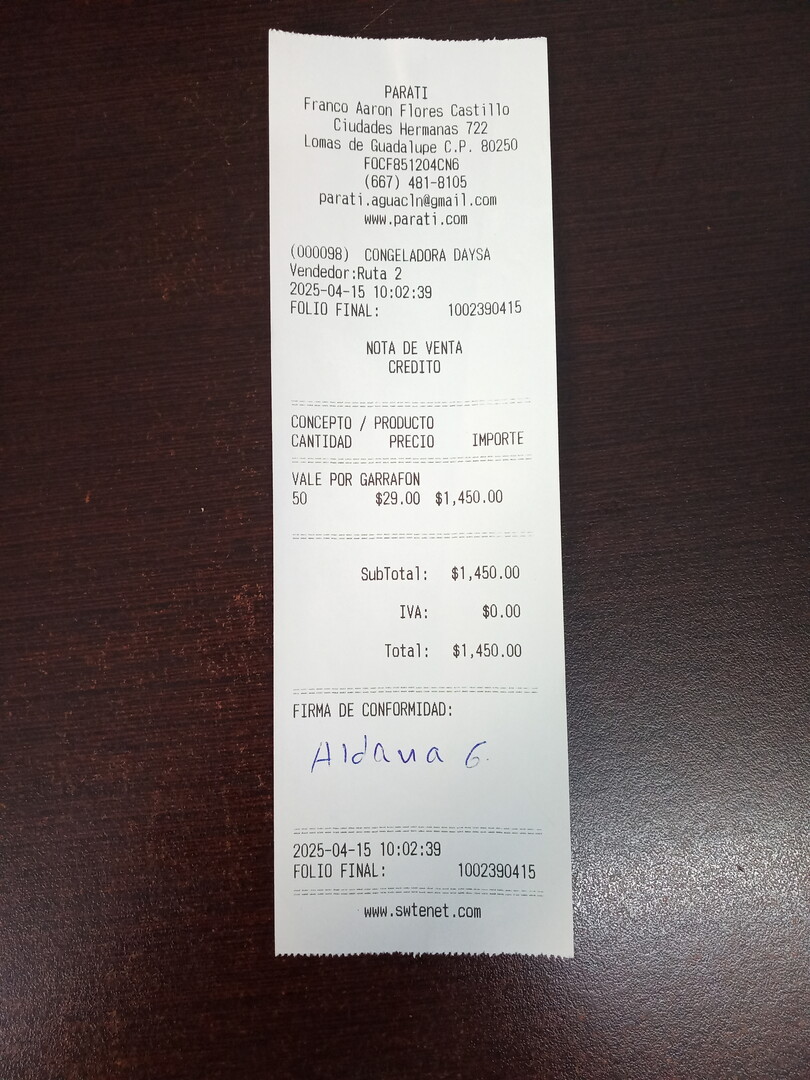 PARATI
Franco Aaron Flores Castillo
Ciudades Hermanas 722
Lomas de Guadalupe C.P. 80250
FOCF851204CN6
(667) 481-8105
parati.aguacln@gmail.com
www.parati.com
(000098) CONGELADORA DAYSA
Vendedor:Ruta 2
2025-04-15 10:02:39
FOLIO FINAL: 1002390415
NOTA DE VENTA
CREDITO
CONCEPTO / PRODUCTO
CANTIDAD PRECIO IMPORTE
VALE POR GARRAFON
50 $29.00 $1,450.00
SubTotal: $1,450.00
IVA: $0.00
Total: $1,450.00
FIRMA DE CONFORMIDAD:
Aldana G.
2025-04-15 10:02:39
FOLIO FINAL: 1002390415
www.swtenet.com